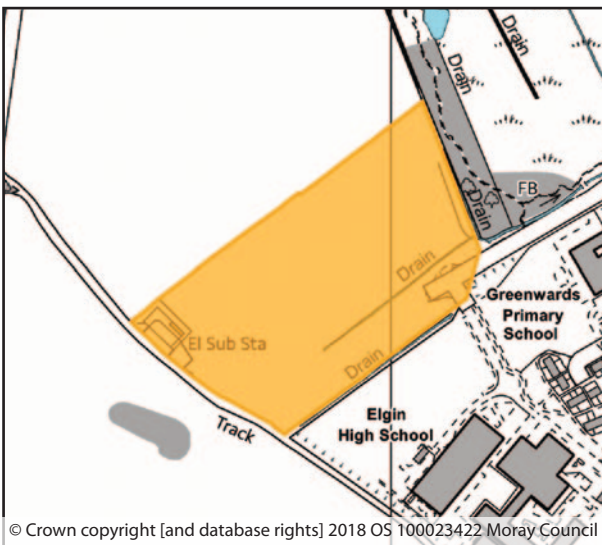 Drain
Drain
FB
Drain
Drain
Greenwards
Primary
School
El Sub Sta
Drain
Elgin
High School
Track
© Crown copyright [and database rights] 2018 OS 100023422 Moray Council